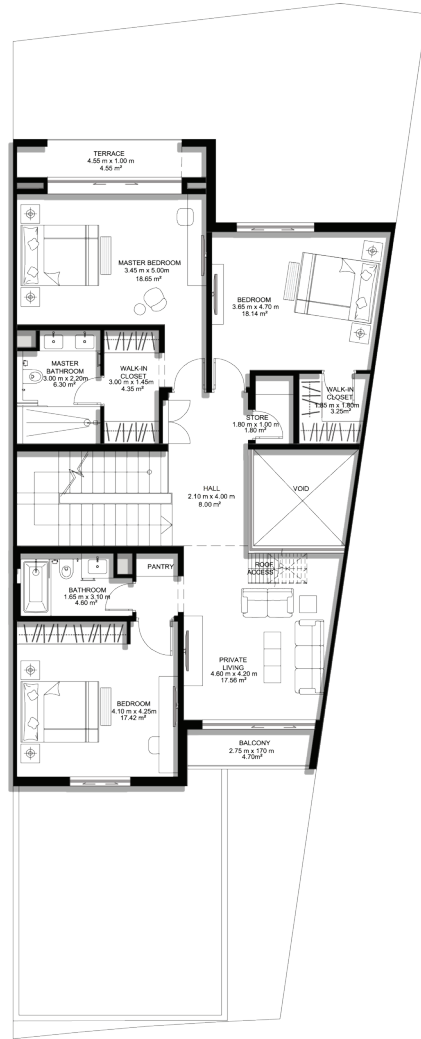 TERRACE
4.55 m x 1.00 m
4.55 m²
MASTER BEDROOM
3.45 m x 5.00m
18.65 m²
BEDROOM
3.65 m x 4.70 m
18.14 m²
MASTER
BATHROOM
3.00 m x 2.20m
6.30 m²
WALK-IN
CLOSET
3.00 m x 1.45m
4.35 m²
WALK-IN
CLOSET
1.85 m x 1.80m
3.25m²
STORE
1.80 m x 1.00 m
1.80 m²
HALL
2.10 m x 4.00 m
8.00 m²
VOID
PANTRY
ROOF
ACCESS
BATHROOM
1.65 m x 3.10 m
4.60 m²
PRIVATE
LIVING
4.60 m x 4.20 m
17.56 m²
BEDROOM
4.10 m x 4.25m
17.42 m²
BALCONY
2.75 m x 170 m
4.70m²